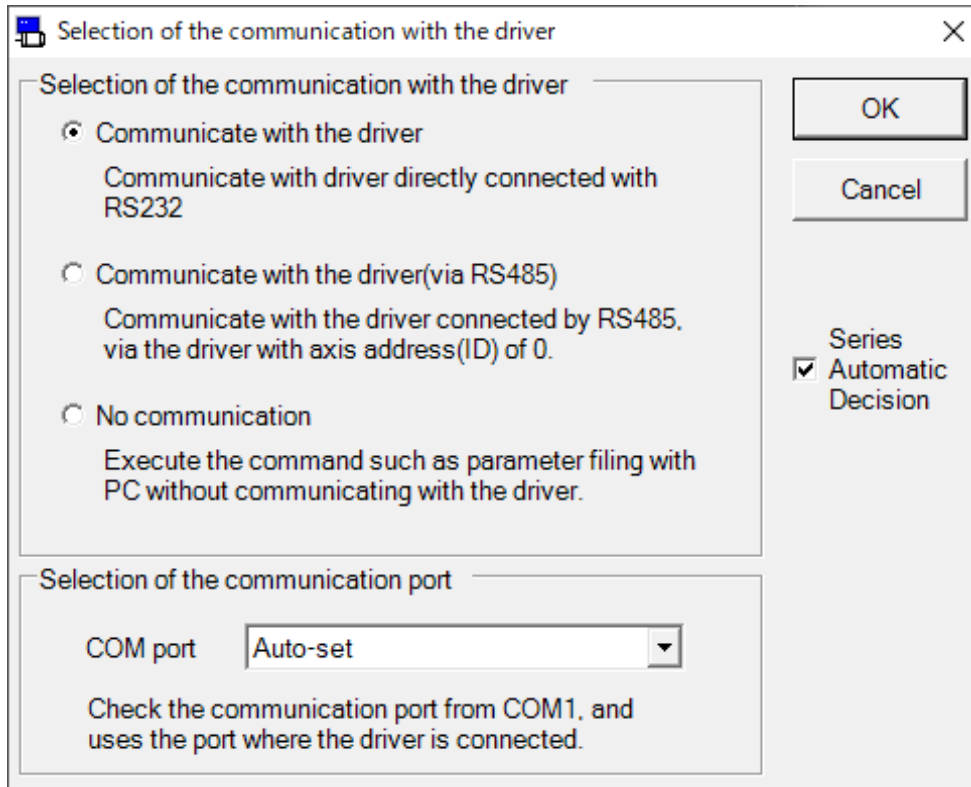 Selection of the communication with the driver
Selection of the communication with the driver
Communicate with the driver
Communicate with driver directly connected with
RS232
Communicate with the driver(via RS485)
Communicate with the driver connected by RS485,
via the driver with axis address(ID) of 0.
No communication
Execute the command such as parameter filing with
PC without communicating with the driver.
OK
Cancel
Series
Automatic
Decision
Selection of the communication port
COM port
Auto-set
Check the communication port from COM1, and
uses the port where the driver is connected.